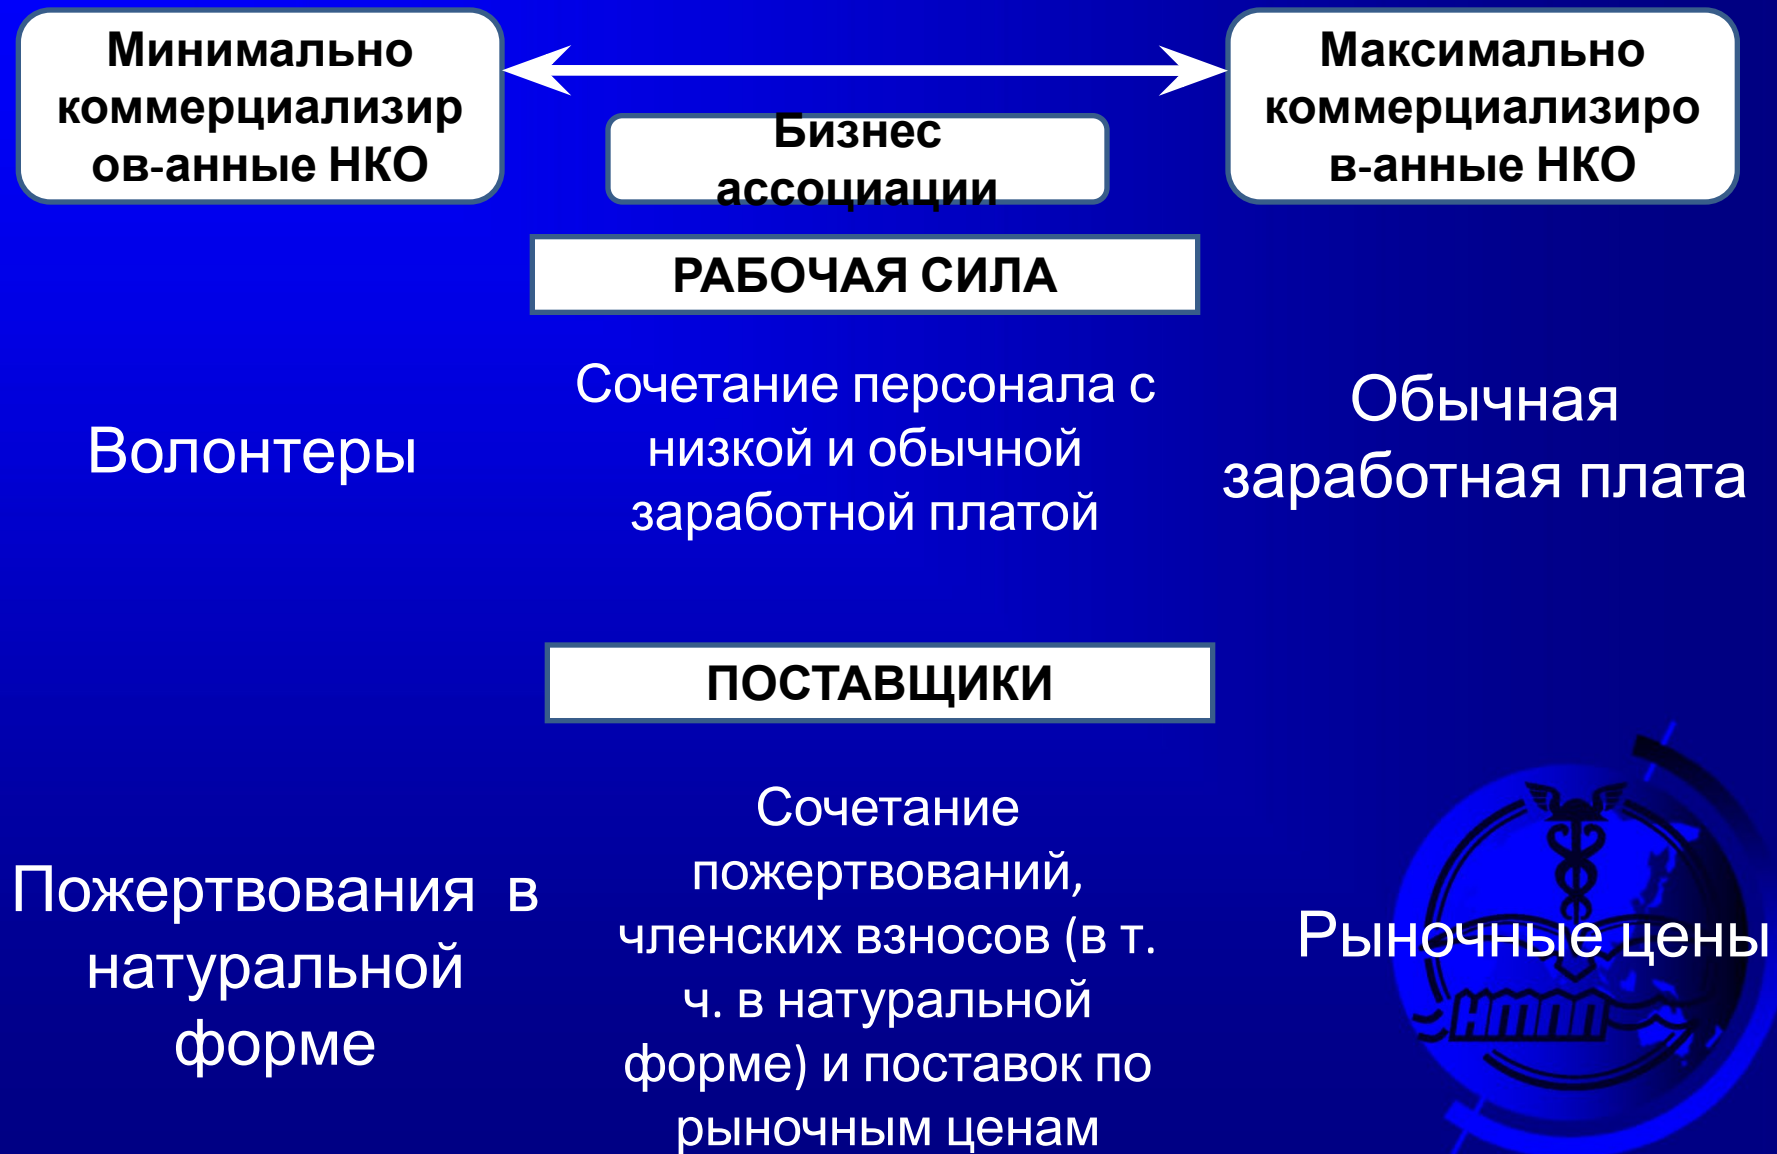 Минимально
коммерциализир
ов-анные НКО
Бизнес
ассоциации
Максимально
коммерциализиро
в-анные НКО
РАБОЧАЯ СИЛА
Волонтеры
Сочетание персонала с
низкой и обычной
заработной платой
Обычная
заработная плата
ПОСТАВЩИКИ
Пожертвования в
натуральной
форме
Сочетание
пожертвований,
членских взносов (в т.
ч. в натуральной
форме) и поставок по
рыночным ценам
Рыночные цены
НТПП